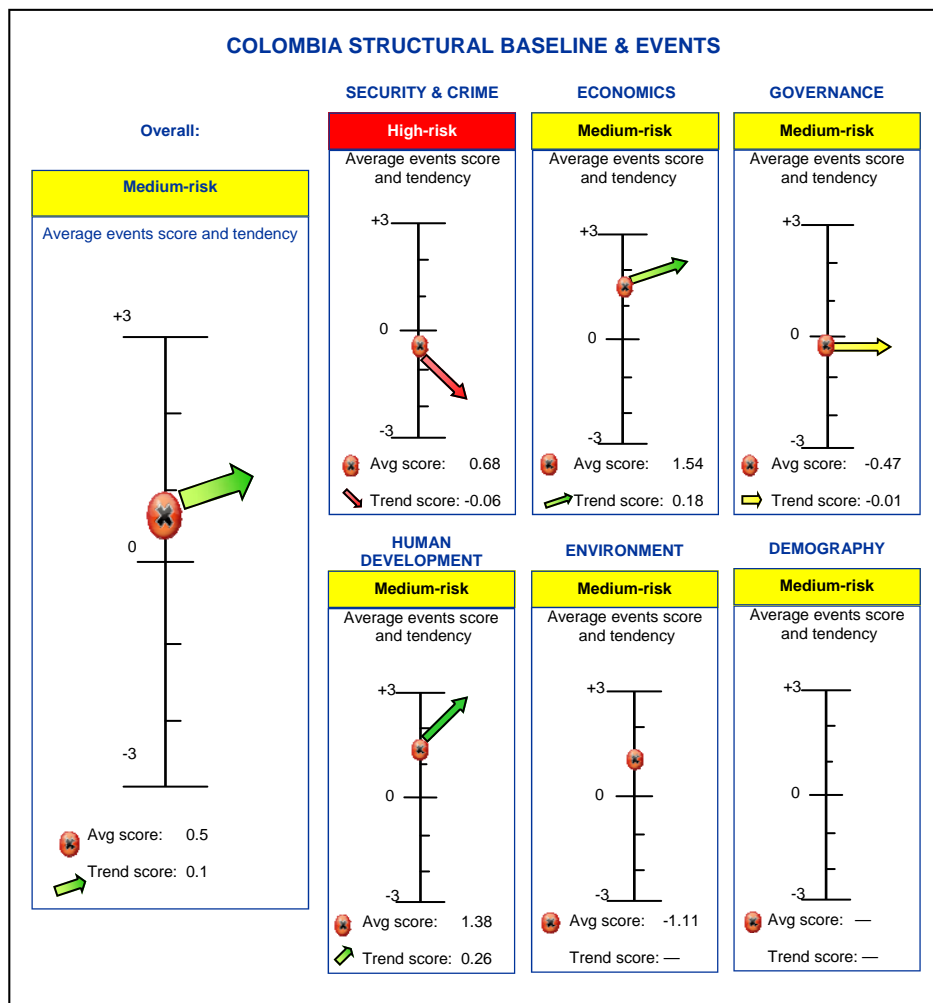 COLOMBIA STRUCTURAL BASELINE & EVENTS
Overall:
Medium-risk
Average events score and tendency
+3
0
-3
Avg score: 0.5
Trend score: 0.1
SECURITY & CRIME
High-risk
Average events score
and tendency
+3
0
-3
Avg score: 0.68
Trend score: -0.06
ECONOMICS
Medium-risk
Average events score
and tendency
+3
0
-3
Avg score: 1.54
Trend score: 0.18
GOVERNANCE
Medium-risk
Average events score
and tendency
+3
0
-3
Avg score: -0.47
Trend score: -0.01
HUMAN
DEVELOPMENT
Medium-risk
Average events score
and tendency
+3
0
-3
Avg score: 1.38
Trend score: 0.26
ENVIRONMENT
Medium-risk
Average events score
and tendency
+3
0
-3
Avg score: -1.11
Trend score: —
DEMOGRAPHY
Medium-risk
Average events score
and tendency
+3
0
-3
Avg score: —
Trend score: —